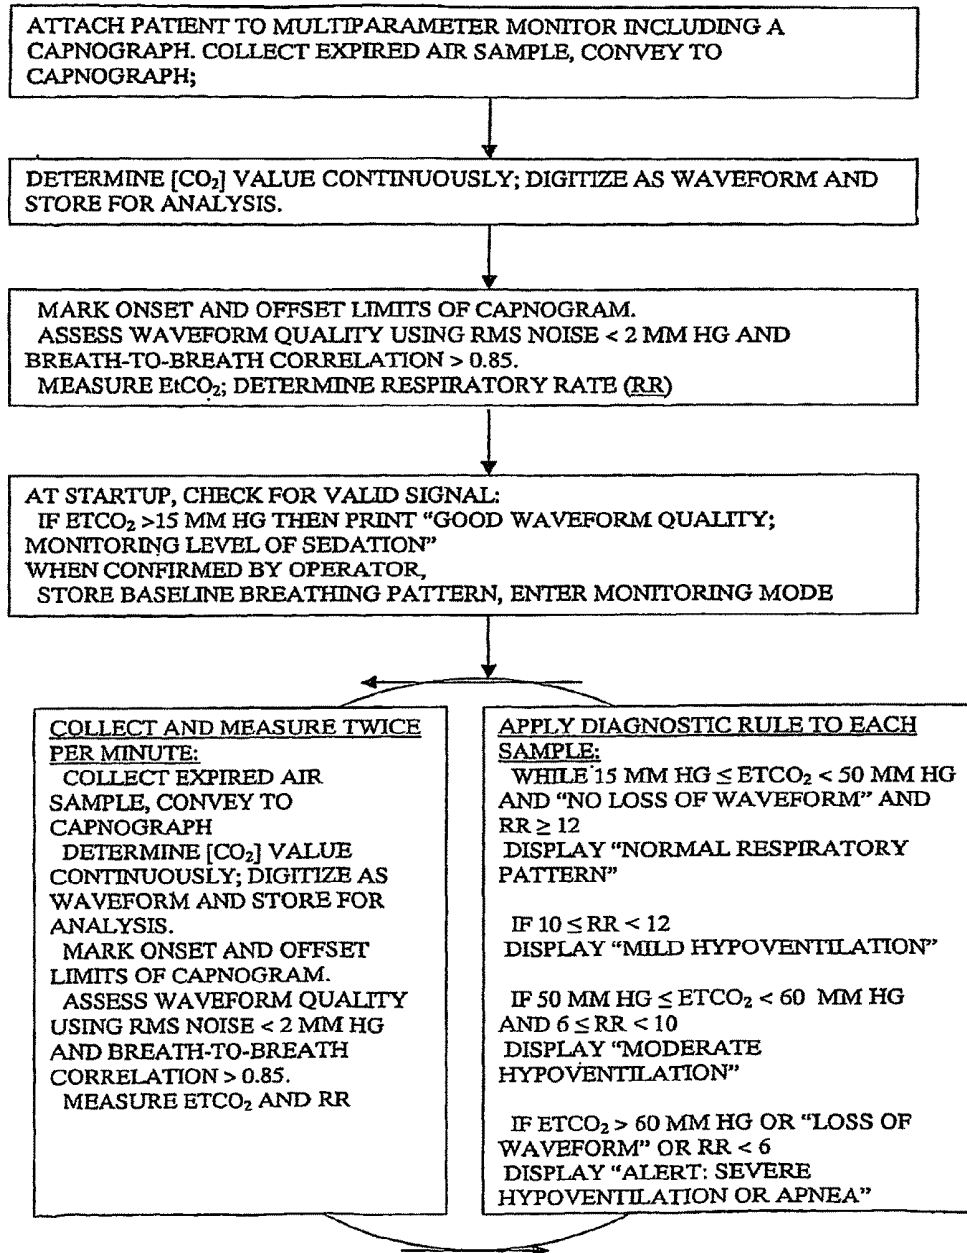 ATTACH PATIENT TO MULTIPARAMETER MONITOR INCLUDING A
CAPNOGRAPH. COLLECT EXPIRED AIR SAMPLE, CONVEY TO
CAPNOGRAPH;
DETERMINE [CO₂] VALUE CONTINUOUSLY; DIGITIZE AS WAVEFORM AND
STORE FOR ANALYSIS.
MARK ONSET AND OFFSET LIMITS OF CAPNOGRAM.
ASSESS WAVEFORM QUALITY USING RMS NOISE < 2 MM HG AND
BREATH-TO-BREATH CORRELATION > 0.85.
MEASURE EtCO₂; DETERMINE RESPIRATORY RATE (RR)
AT STARTUP, CHECK FOR VALID SIGNAL:
IF ETCO₂ >15 MM HG THEN PRINT “GOOD WAVEFORM QUALITY;
MONITORING LEVEL OF SEDATION”
WHEN CONFIRMED BY OPERATOR,
STORE BASELINE BREATHING PATTERN, ENTER MONITORING MODE
COLLECT AND MEASURE TWICE
PER MINUTE:
COLLECT EXPIRED AIR
SAMPLE, CONVEY TO
CAPNOGRAPH
DETERMINE [CO₂] VALUE
CONTINUOUSLY; DIGITIZE AS
WAVEFORM AND STORE FOR
ANALYSIS.
MARK ONSET AND OFFSET
LIMITS OF CAPNOGRAM.
ASSESS WAVEFORM QUALITY
USING RMS NOISE < 2 MM HG
AND BREATH-TO-BREATH
CORRELATION > 0.85.
MEASURE ETCO₂ AND RR
APPLY DIAGNOSTIC RULE TO EACH
SAMPLE:
WHILE 15 MM HG ≤ ETCO₂ < 50 MM HG
AND “NO LOSS OF WAVEFORM” AND
RR ≥ 12
DISPLAY “NORMAL RESPIRATORY
PATTERN”
IF 10 ≤ RR < 12
DISPLAY “MILD HYPOVENTILATION”
IF 50 MM HG ≤ ETCO₂ < 60 MM HG
AND 6 ≤ RR < 10
DISPLAY “MODERATE
HYPOVENTILATION”
IF ETCO₂ > 60 MM HG OR “LOSS OF
WAVEFORM” OR RR < 6
DISPLAY “ALERT: SEVERE
HYPOVENTILATION OR APNEA”